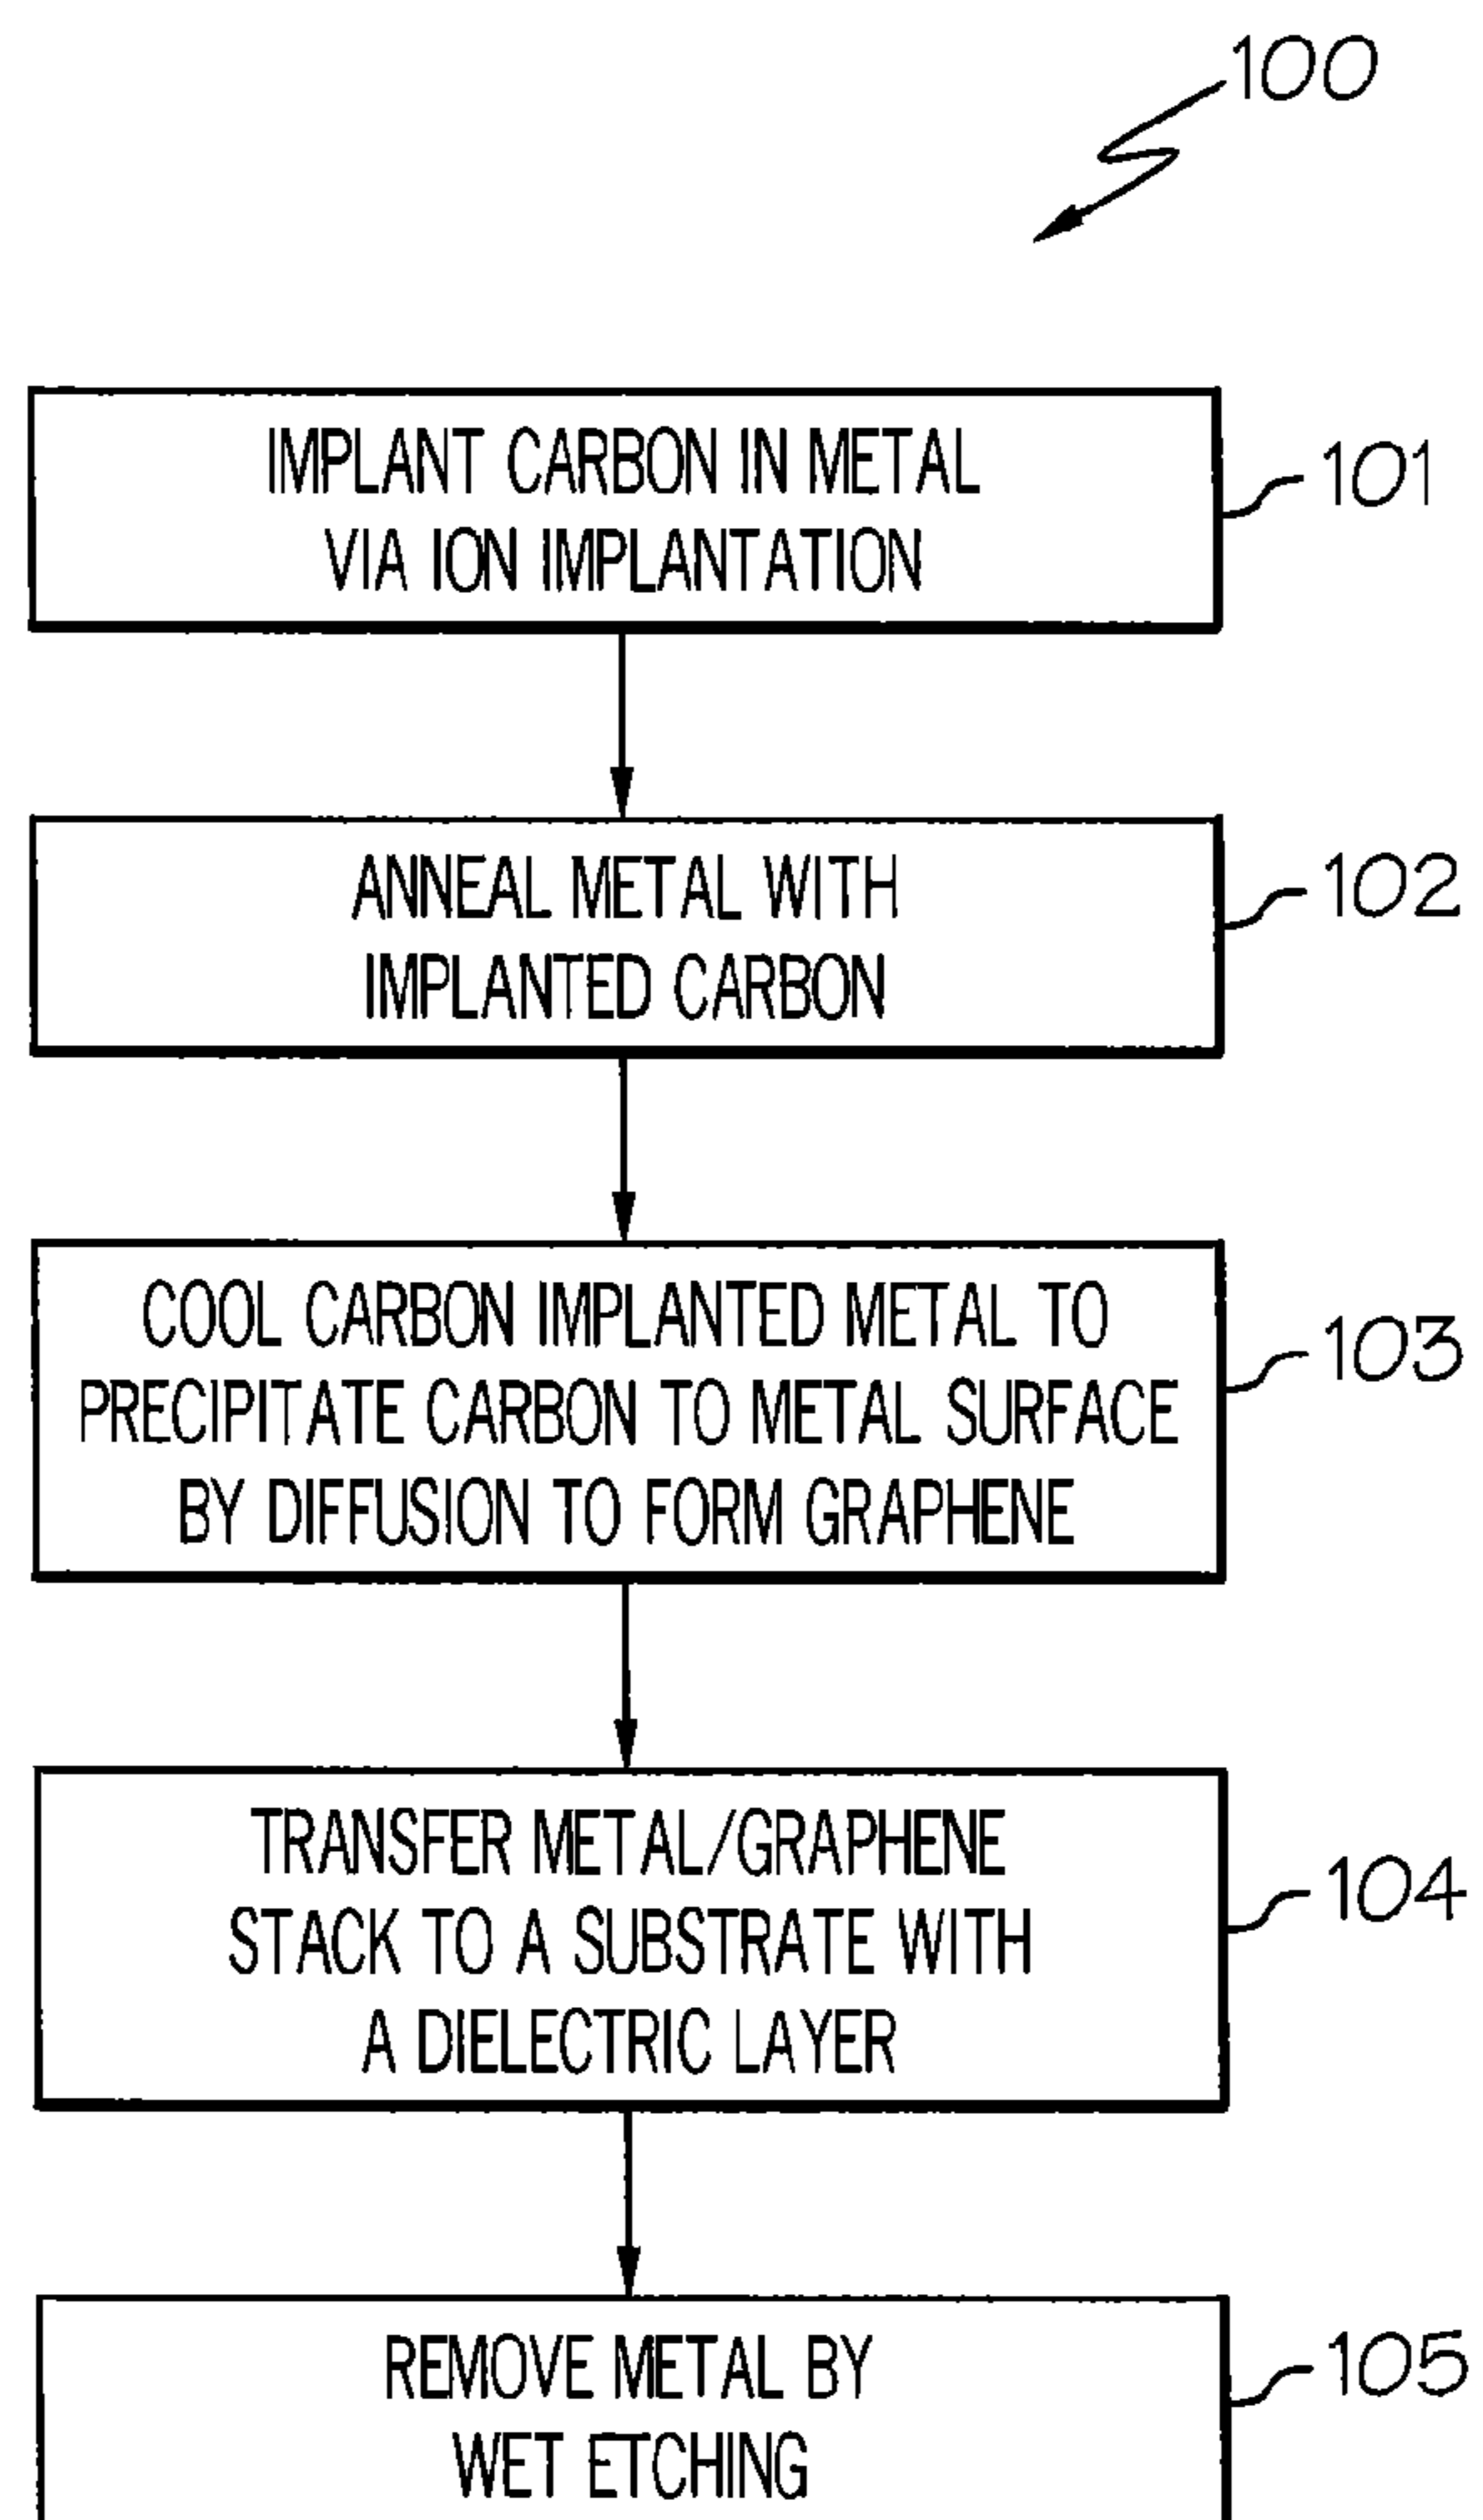 100
IMPLANT CARBON IN METAL
VIA ION IMPLANTATION
101
ANNEAL METAL WITH
IMPLANTED CARBON
102
COOL CARBON IMPLANTED METAL TO
PRECIPITATE CARBON TO METAL SURFACE
BY DIFFUSION TO FORM GRAPHENE
103
TRANSFER METAL/GRAPHENE
STACK TO A SUBSTRATE WITH
A DIELECTRIC LAYER
104
REMOVE METAL BY
WET ETCHING
105